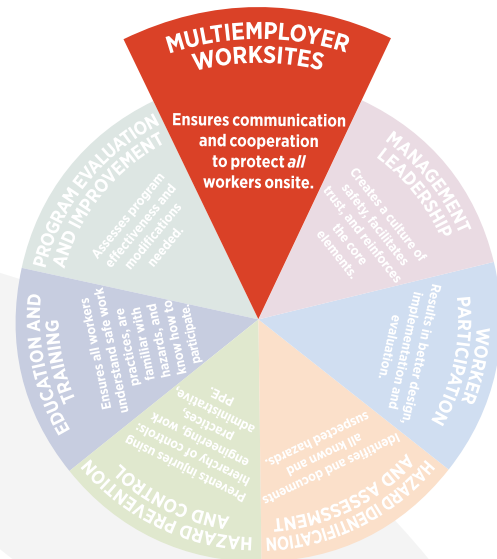 MULTIEMPLOYER
WORKSITES
Ensures communication
and cooperation
to protect all
workers onsite.
MANAGEMENT
LEADERSHIP
Creates a culture of
safety, facilitates
trust, and reinforces
the core
elements.
WORKER
PARTICIPATION
Results in better design,
implementation and
evaluation.
HAZARD IDENTIFICATION
AND ASSESSMENT
Identifies and documents
all known and
suspected hazards.
HAZARD PREVENTION
AND CONTROL
Prevents injuries using
hierarchy of controls:
engineering, work
practices,
administrative,
PPE.
EDUCATION AND
TRAINING
Ensures all workers
understand safe work
practices, are
familiar with
hazards, and
know how to
participate.
PROGRAM EVALUATION
AND IMPROVEMENT
Assesses program
effectiveness and
modifications
needed.